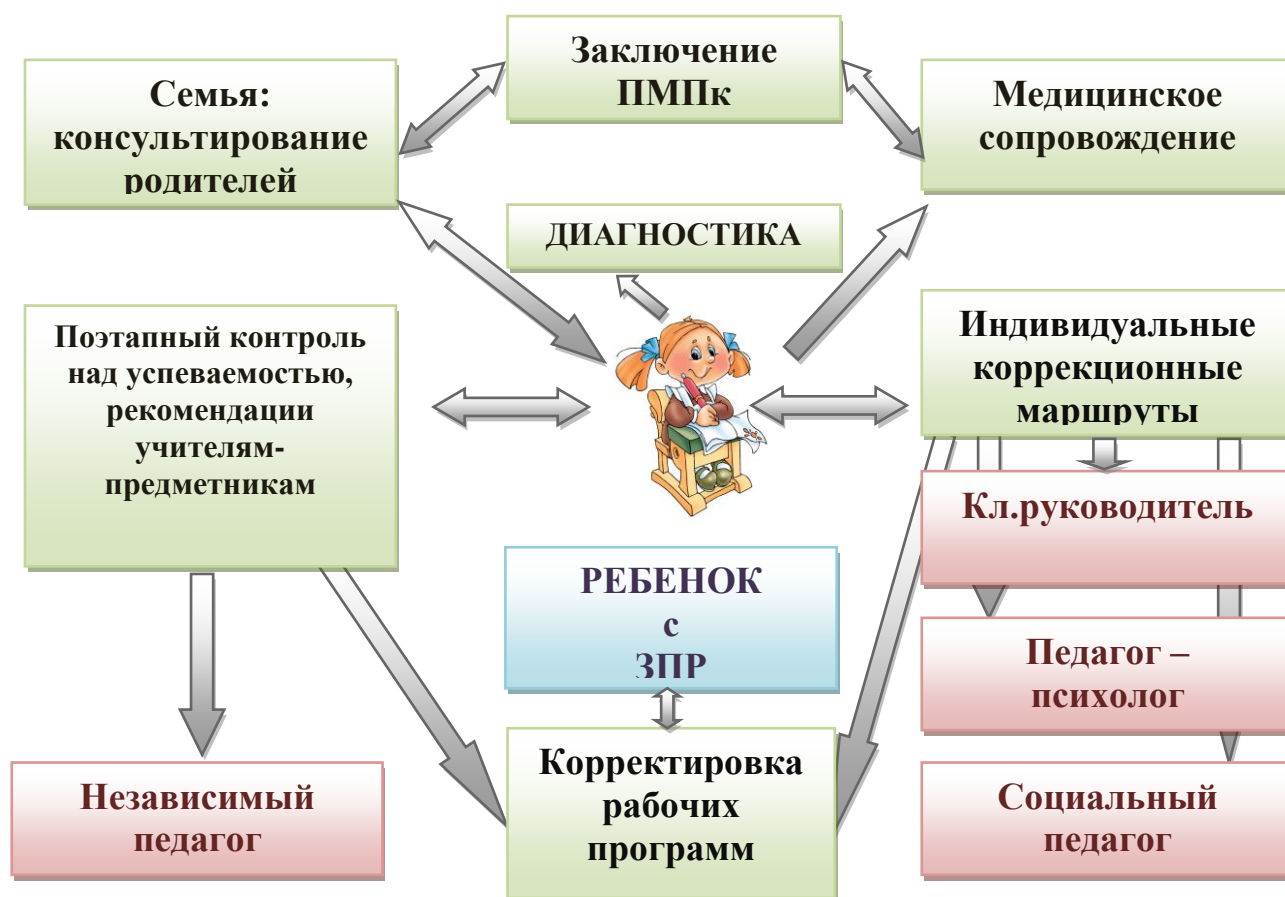 Заключение
ПМПк
Семья:
консультирование
родителей
Медицинское
сопровождение
ДИАГНОСТИКА
Поэтапный контроль
над успеваемостью,
рекомендации
учителям-
предметникам
Индивидуальные
коррекционные
маршруты
Кл.руководитель
РЕБЕНОК
с
ЗПР
Педагог –
психолог
Независимый
педагог
Корректировка
рабочих
программ
Социальный
педагог